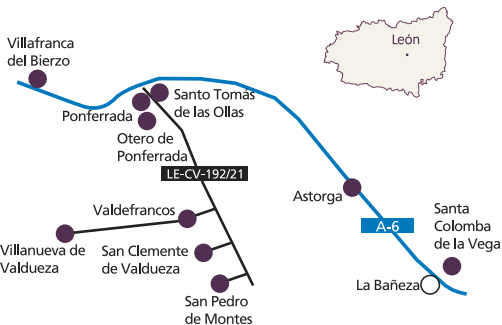 León
Villafranca
del Bierzo
Santo Tomás
de las Ollas
Ponferrada
Otero de
Ponferrada
LE-CV-192/21
Astorga
Valdefrancos
Santa
Colomba
de la Vega
A-6
Villanueva de
Valdueza
San Clemente
de Valdueza
La Bañeza
San Pedro
de Montes